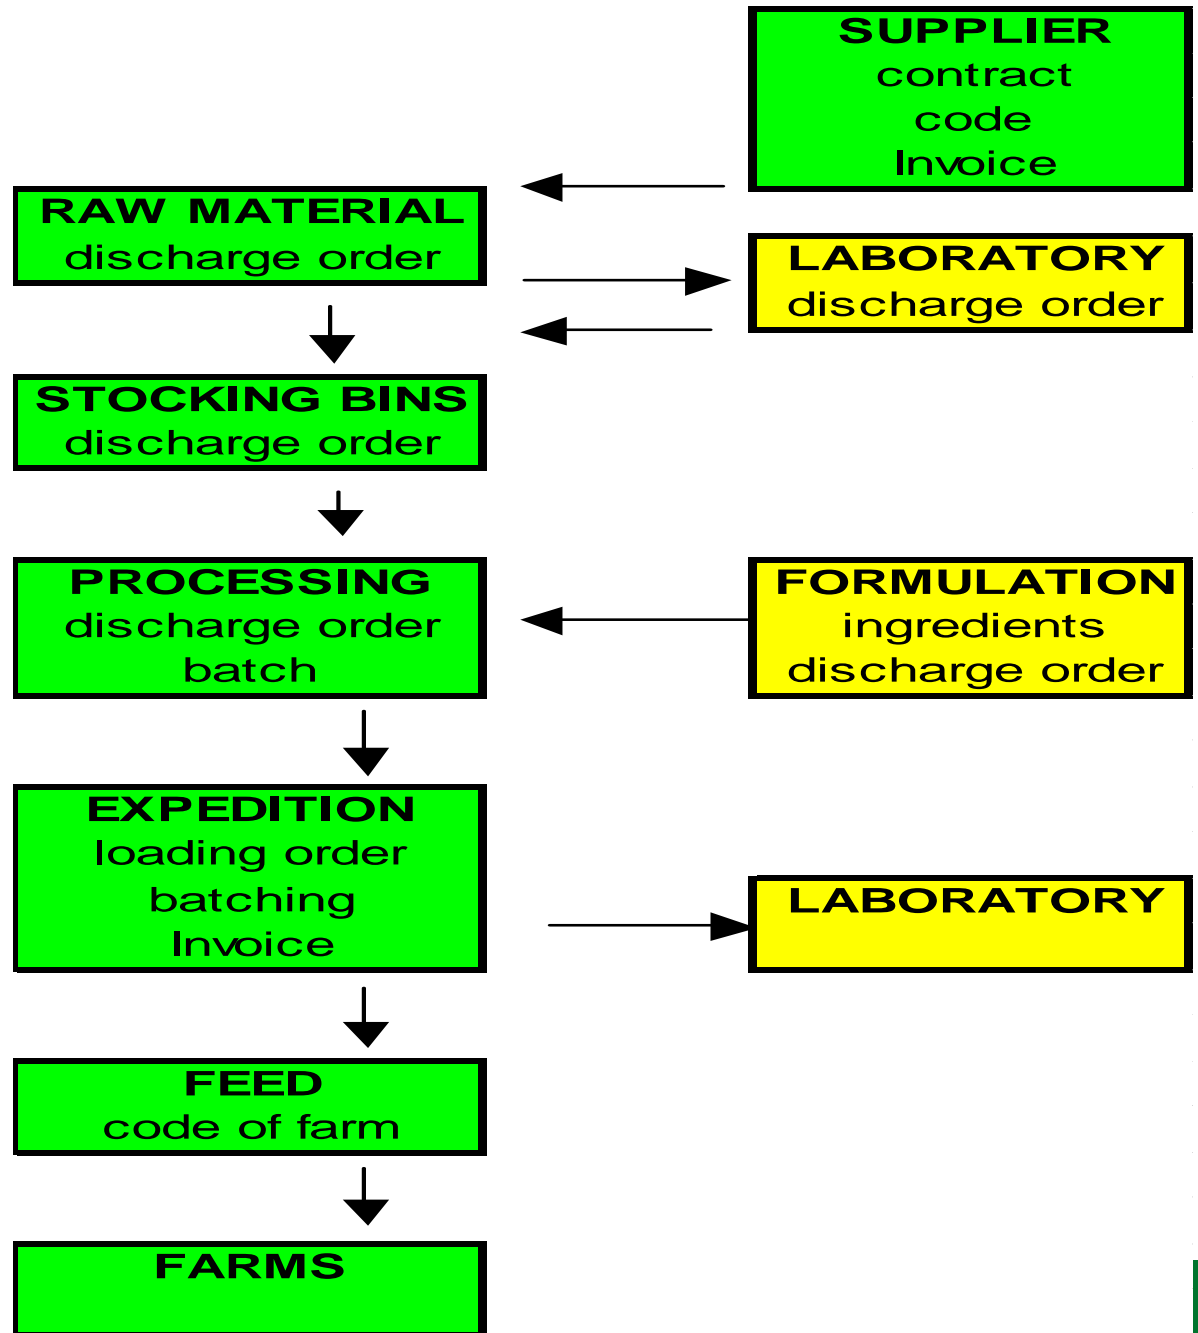 SUPPLIER
contract
code
Invoice
RAW MATERIAL
discharge order
LABORATORY
discharge order
STOCKING BINS
discharge order
PROCESSING
discharge order
batch
FORMULATION
ingredients
discharge order
EXPEDITION
loading order
batching
Invoice
LABORATORY
FEED
code of farm
FARMS